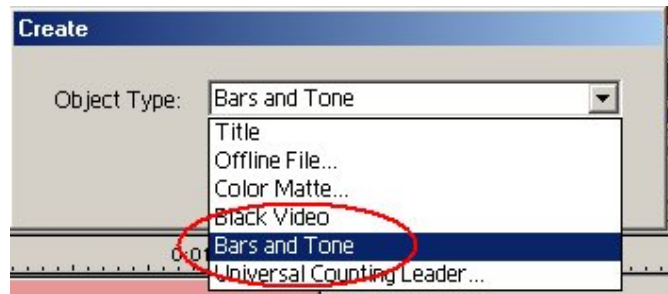 Create
Object Type: Bars and Tone
Title
Offline File...
Color Matte...
Black Video
Bars and Tone
Universal Counting Leader...